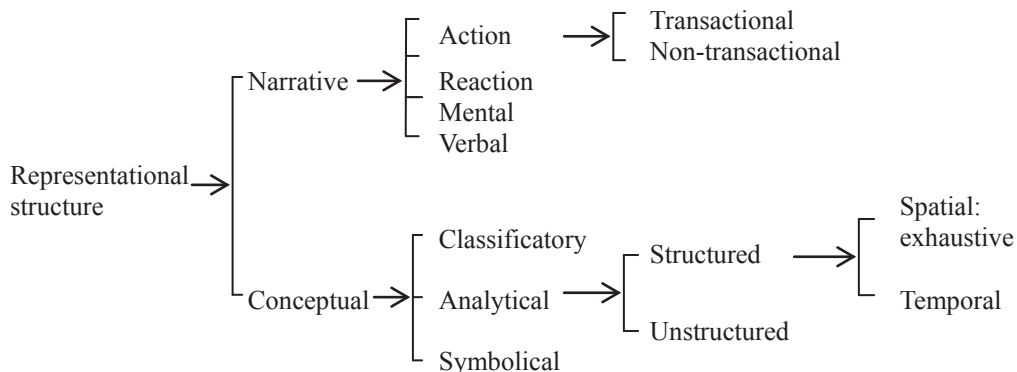 Transactional
Action
Non-transactional
Narrative
Reaction
Mental
Verbal
Representational
structure
Spatial:
exhaustive
Classificatory
Structured
Conceptual
Analytical
Temporal
Unstructured
Symbolical